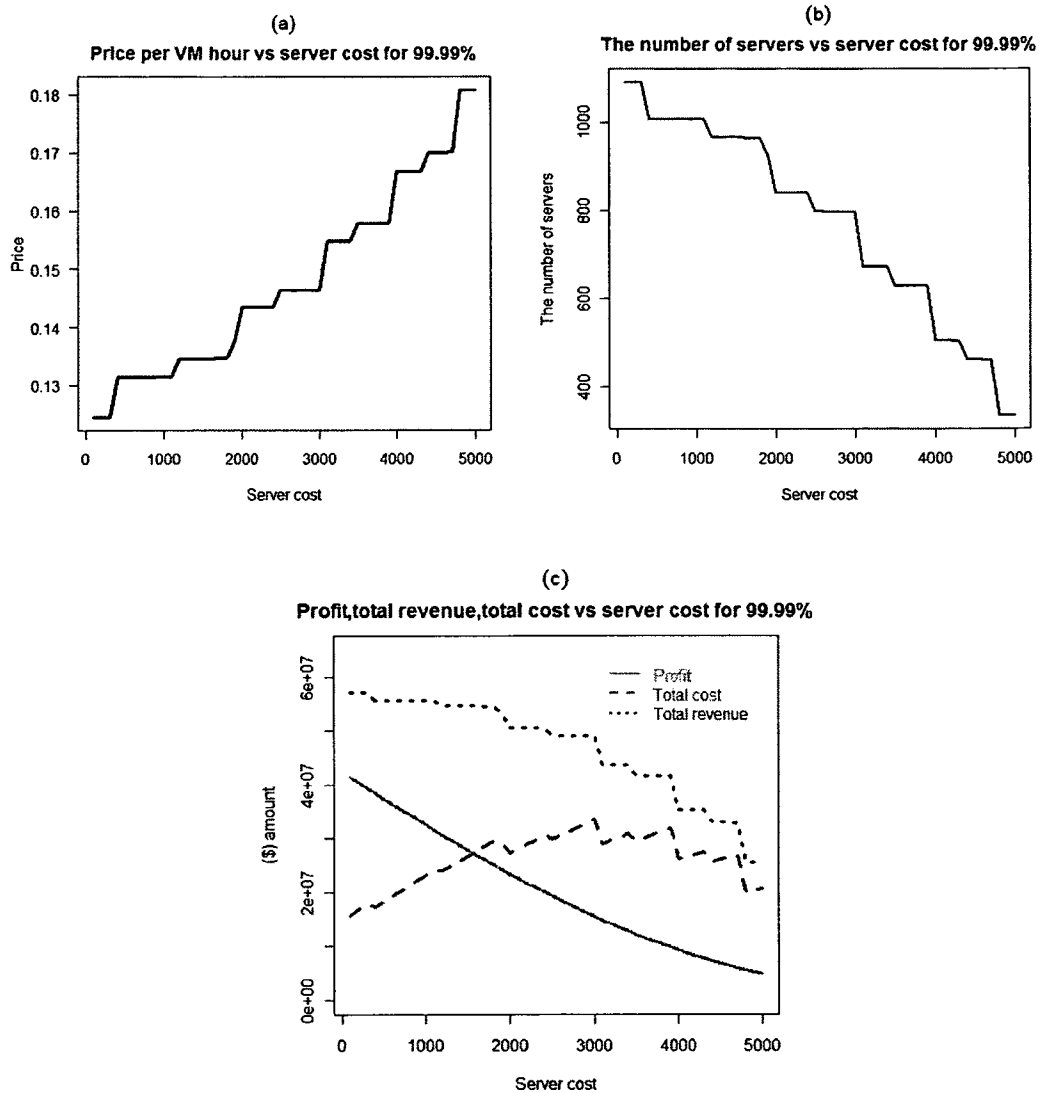 (a)
Price per VM hour vs server cost for 99.99%
0.18
0.17
0.16
0.15
0.14
0.13
Price
0
1000
2000
3000
4000
5000
Server cost
(b)
The number of servers vs server cost for 99.99%
1000
800
600
400
The number of servers
0
1000
2000
3000
4000
5000
Server cost
(c)
Profit,total revenue,total cost vs server cost for 99.99%
6e+07
4e+07
2e+07
0e+00
($) amount
Profit
Total cost
Total revenue
0
1000
2000
3000
4000
5000
Server cost